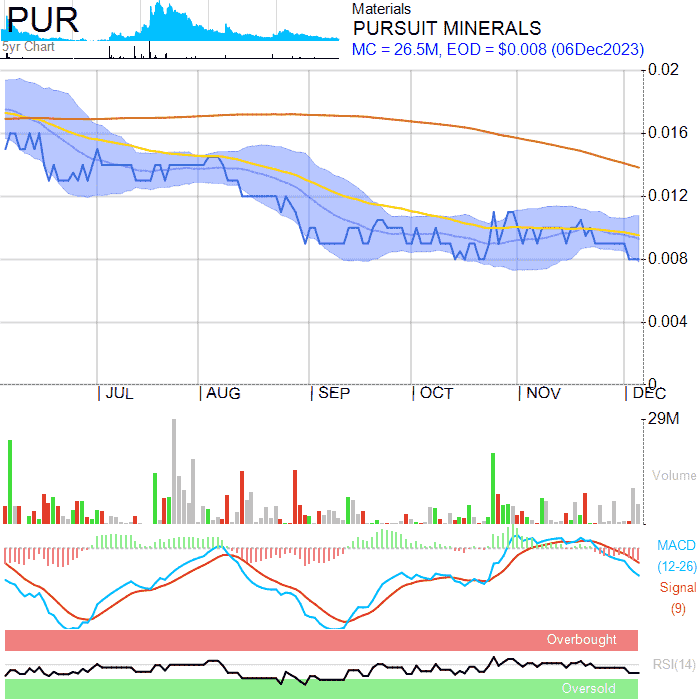 PUR
5yr Chart
Materials
PURSUIT MINERALS
MC = 26.5M, EOD = $0.008 (06Dec2023)
0.02
0.016
0.012
0.008
0.004
0
JUL AUG SEP OCT NOV DEC
29M
Volume
MACD
(12-26)
Signal
(9)
Overbought
RSI(14)
Oversold